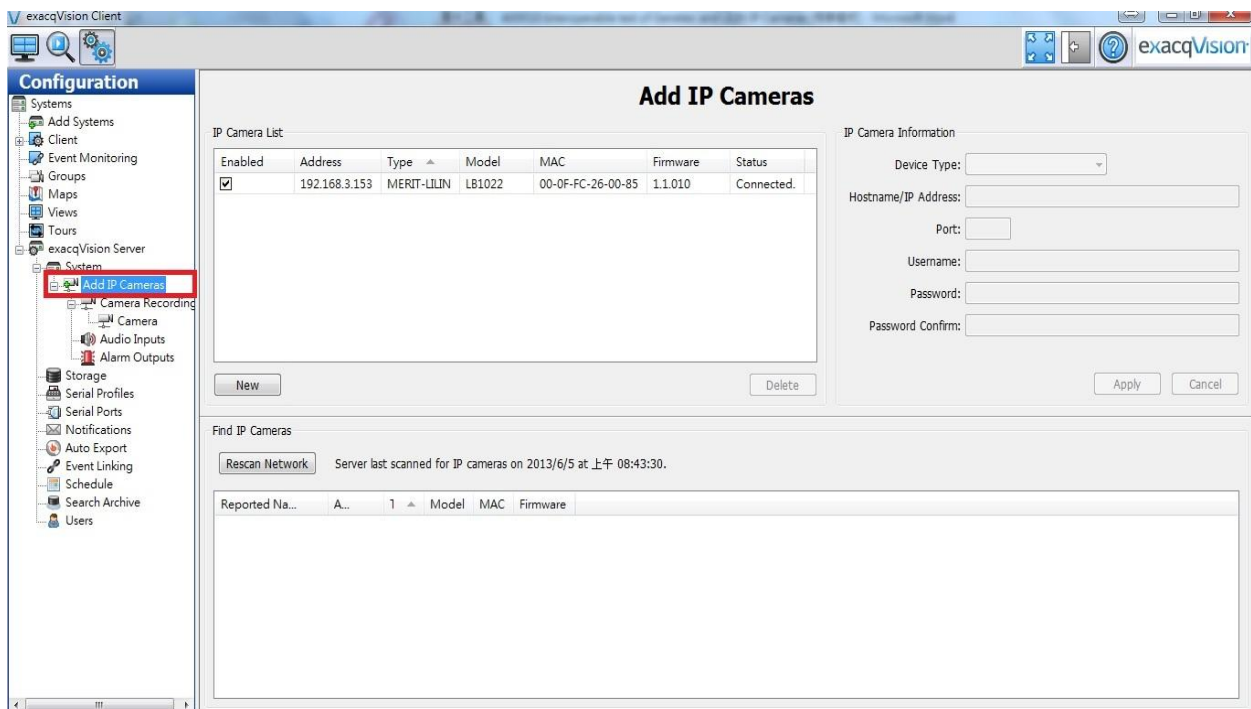 exacqVision Client
exacqVision
Configuration
Systems
Add Systems
Client
Event Monitoring
Groups
Maps
Views
Tours
exacqVision Server
System
Add IP Cameras
Camera Recording
Camera
Audio Inputs
Alarm Outputs
Storage
Serial Profiles
Serial Ports
Notifications
Auto Export
Event Linking
Schedule
Search Archive
Users
Add IP Cameras
IP Camera List
Enabled Address Type Model MAC Firmware Status
192.168.3.153 MERIT-LILIN LB1022 00-0F-FC-26-00-85 1.1.010 Connected.
New Delete
IP Camera Information
Device Type:
Hostname/IP Address:
Port:
Username:
Password:
Password Confirm:
Apply Cancel
Find IP Cameras
Rescan Network Server last scanned for IP cameras on 2013/6/5 at 上午 08:43:30.
Reported Na... A... T Model MAC Firmware